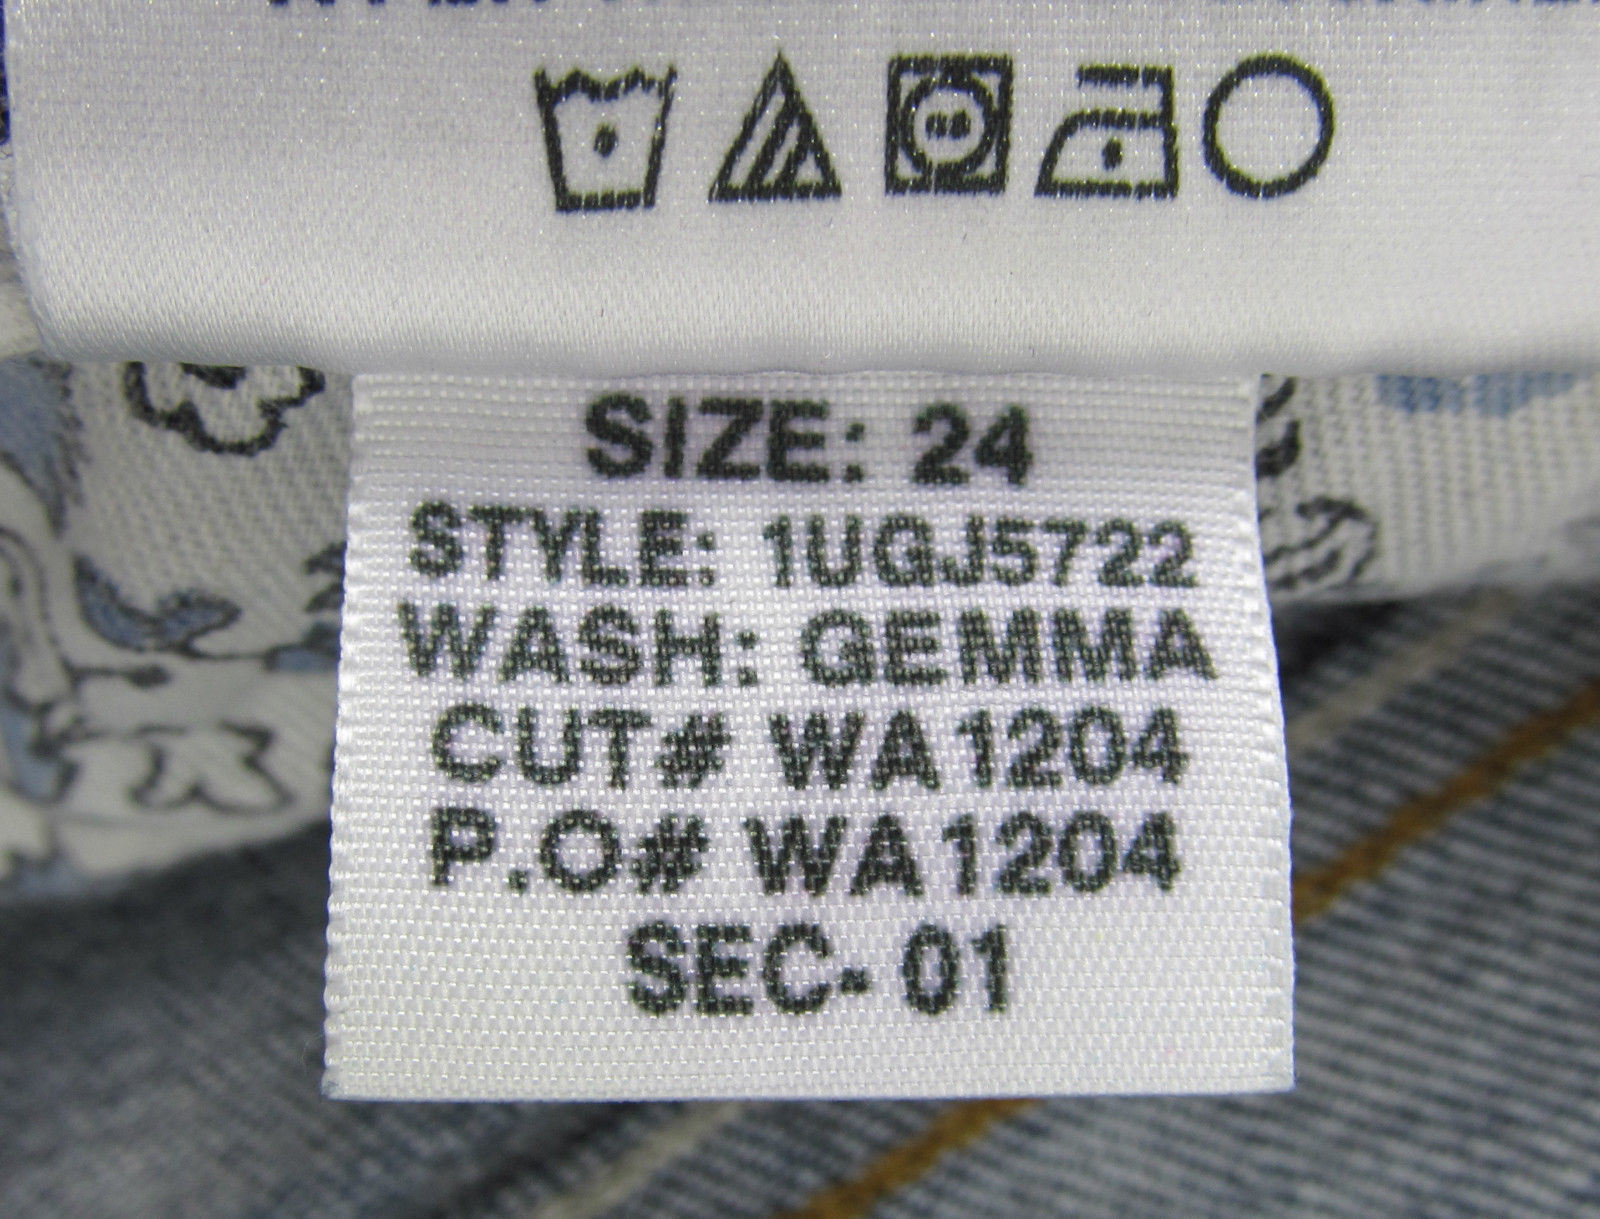 SIZE: 24
STYLE: 1UGJ5722
WASH: GEMMA
CUT# WA1204
P.O# WA1204
SEC- 01